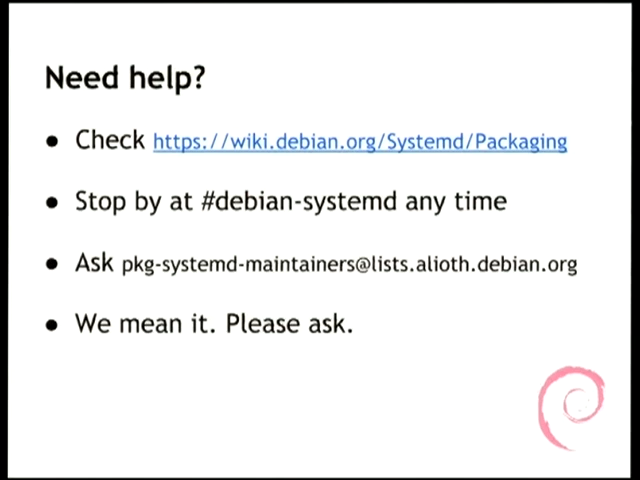 Need help?
● Check https://wiki.debian.org/Systemd/Packaging
● Stop by at #debian-systemd any time
● Ask pkg-systemd-maintainers@lists.alioth.debian.org
● We mean it. Please ask.